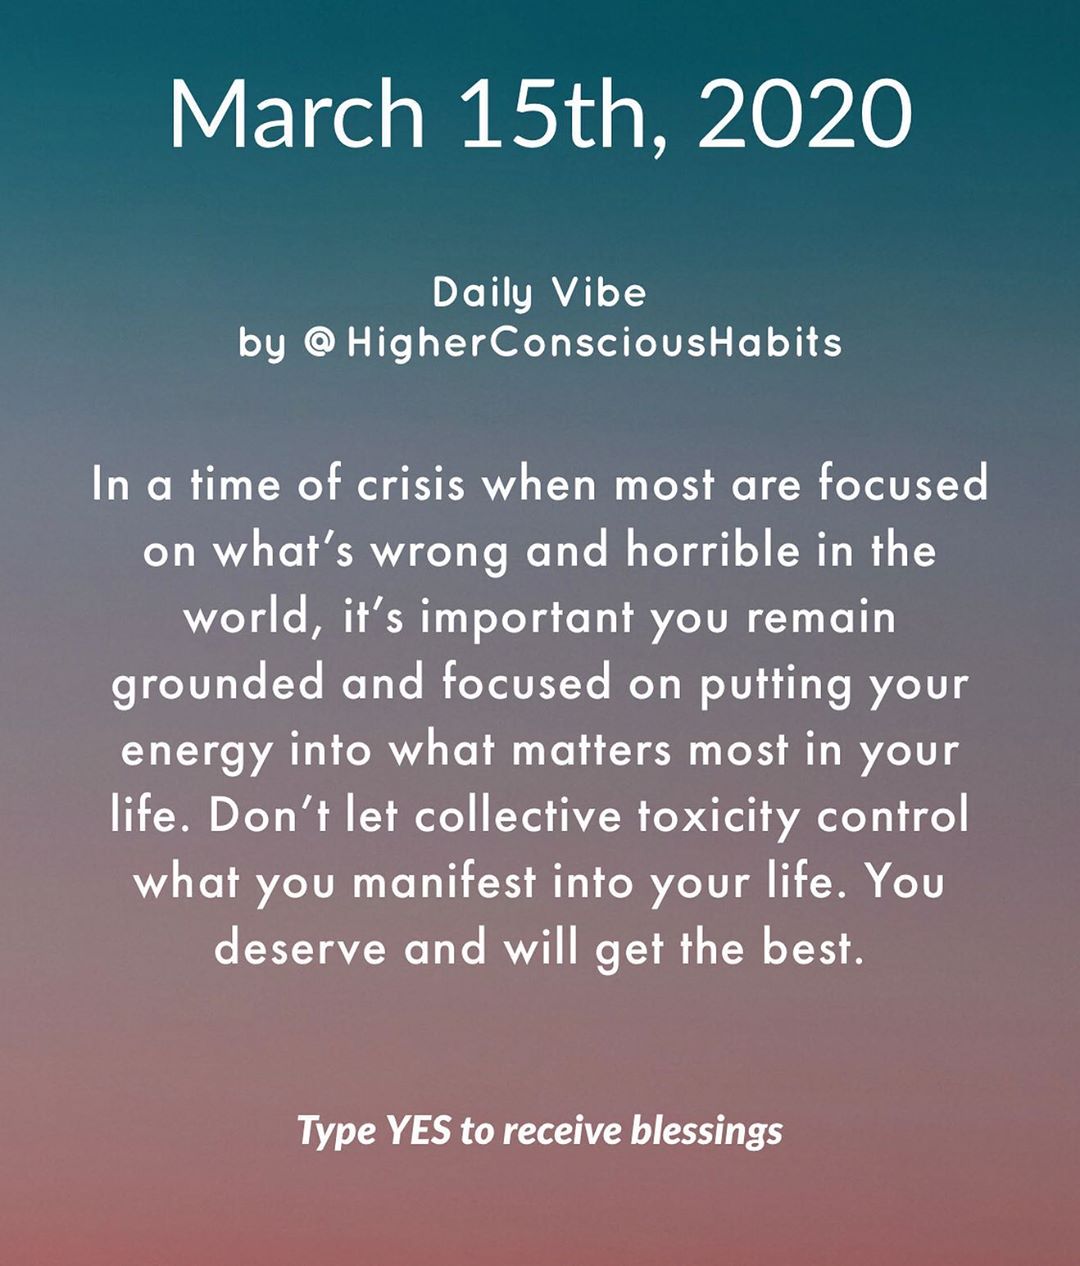 March 15th, 2020
Daily Vibe
by @HigherConsciousHabits
In a time of crisis when most are focused
on what’s wrong and horrible in the
world, it’s important you remain
grounded and focused on putting your
energy into what matters most in your
life. Don’t let collective toxicity control
what you manifest into your life. You
deserve and will get the best.
Type YES to receive blessings